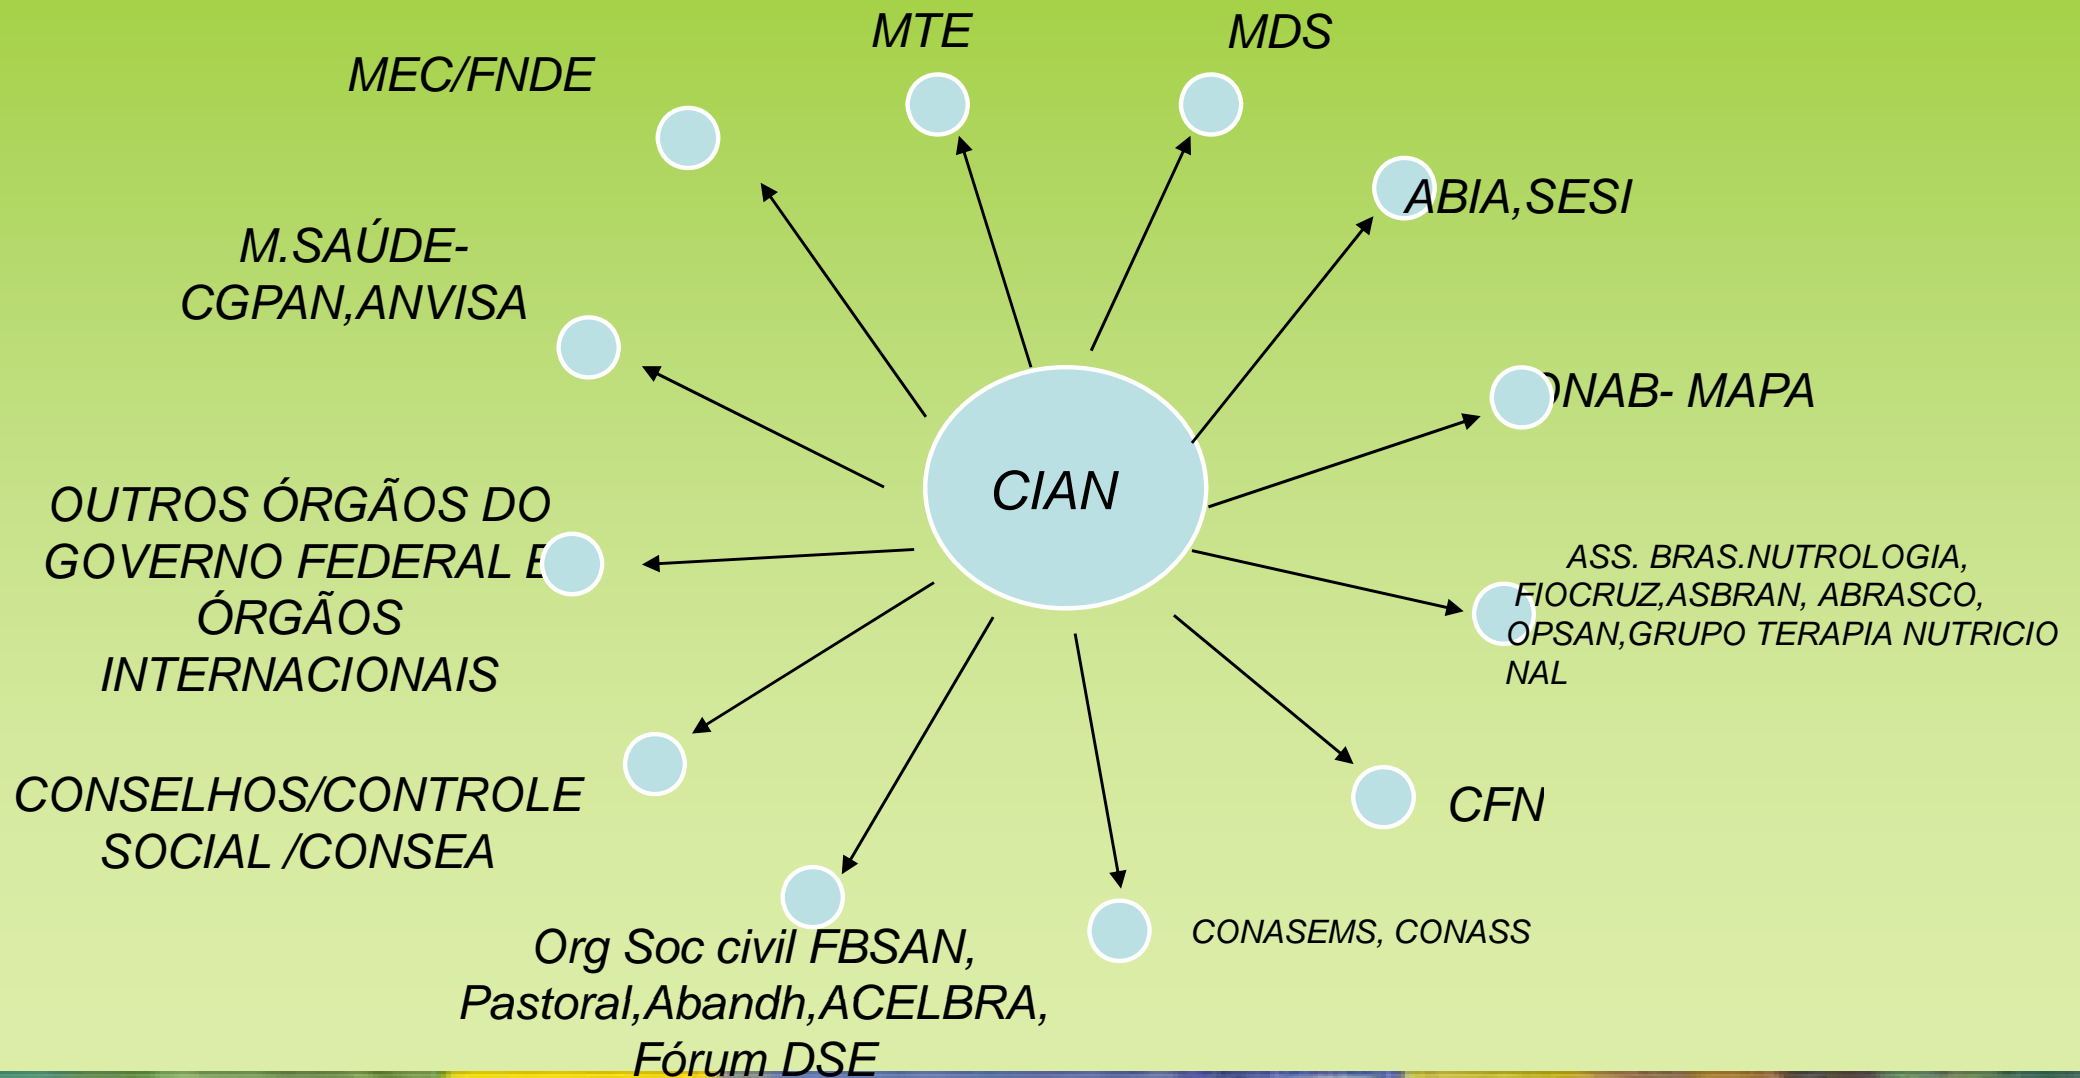 MTE
MDS
MEC/FNDE
ABIA,SESI
M.SAÚDE-
CGPAN,ANVISA
- MAPA
CIAN
OUTROS ÓRGÃOS DO
GOVERNO FEDERAL E
ÓRGÃOS
INTERNACIONAIS
ASS. BRAS.NUTROLOGIA,
FIOCRUZ,ASBRAN, ABRASCO,
OPSAN,GRUPO TERAPIA NUTRICIO
NAL
CONSELHOS/CONTROLE
SOCIAL /CONSEA
CFN
CONASEMS, CONASS
Org Soc civil FBSAN,
Pastoral,Abandh,ACELBRA,
Fórum DSE